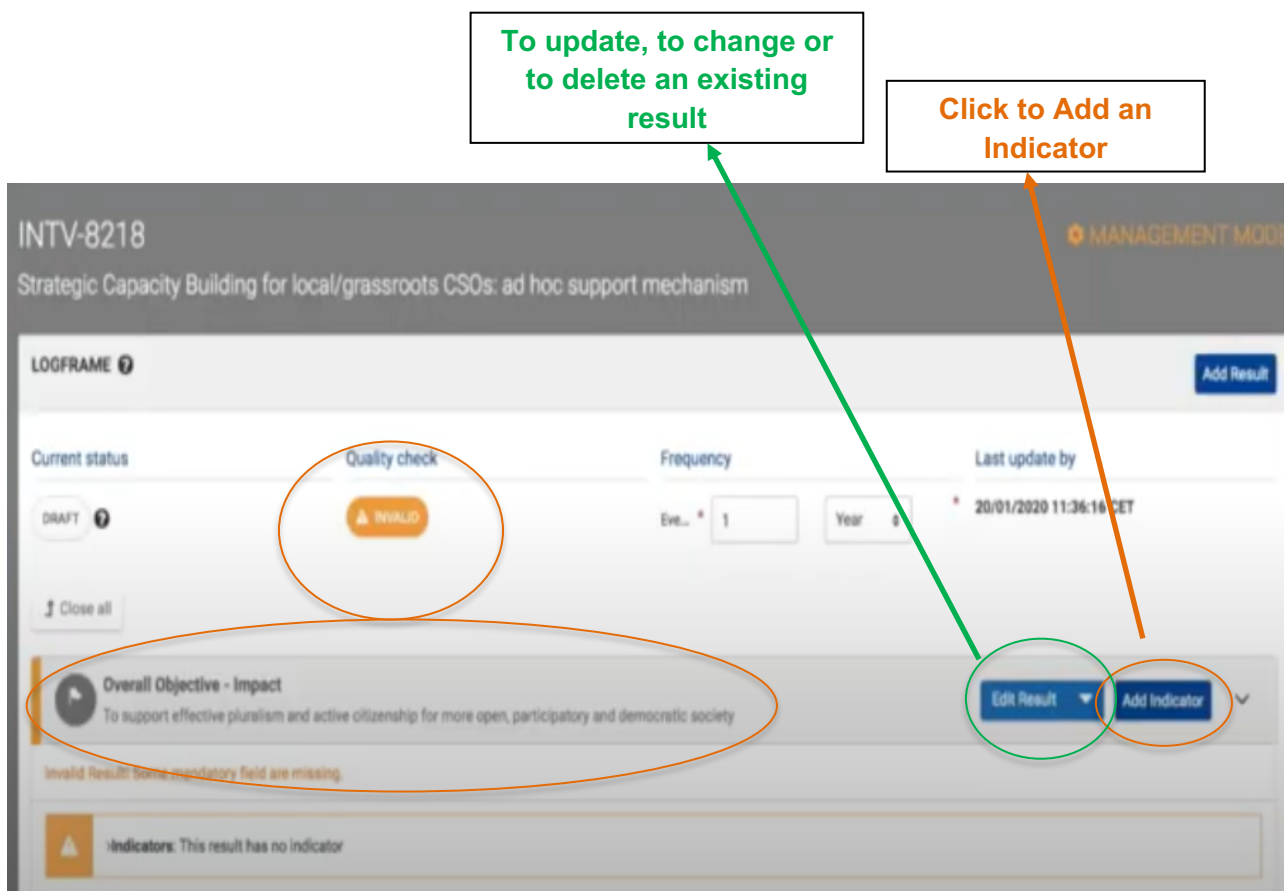 To update, to change or
to delete an existing
result
Click to Add an
Indicator
INTV-8218
MANAGEMENT MODE
Strategic Capacity Building for local/grassroots CSOs: ad hoc support mechanism
LOGFRAME
Add Result
Current status
Quality check
Frequency
Last update by
DRAFT
INVALID
Eve... * 1
Year
* 20/01/2020 11:36:16 CET
Close all
Overall Objective - Impact
To support effective pluralism and active citizenship for more open, participatory and democratic society
Edit Result
Add Indicator
Invalid Result! Some mandatory field are missing.
Indicators: This result has no indicator